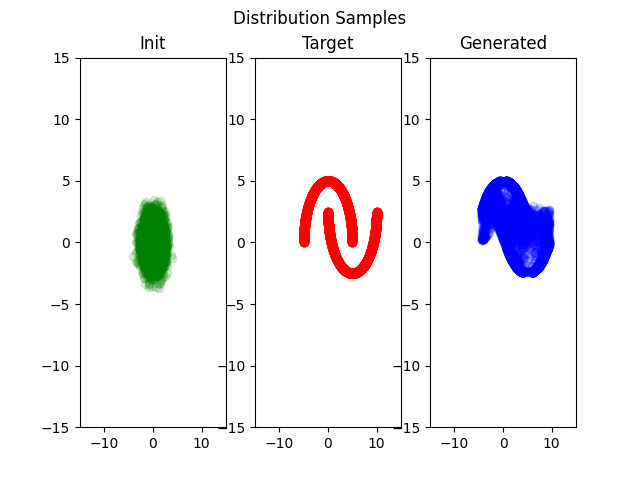 Distribution Samples
Init Target Generated
15 15 15
10 10 10
5 5 5
0 0 0
−5 −5 −5
−10 −10 −10
−15 −15 −15
−10 0 10 −10 0 10 −10 0 10